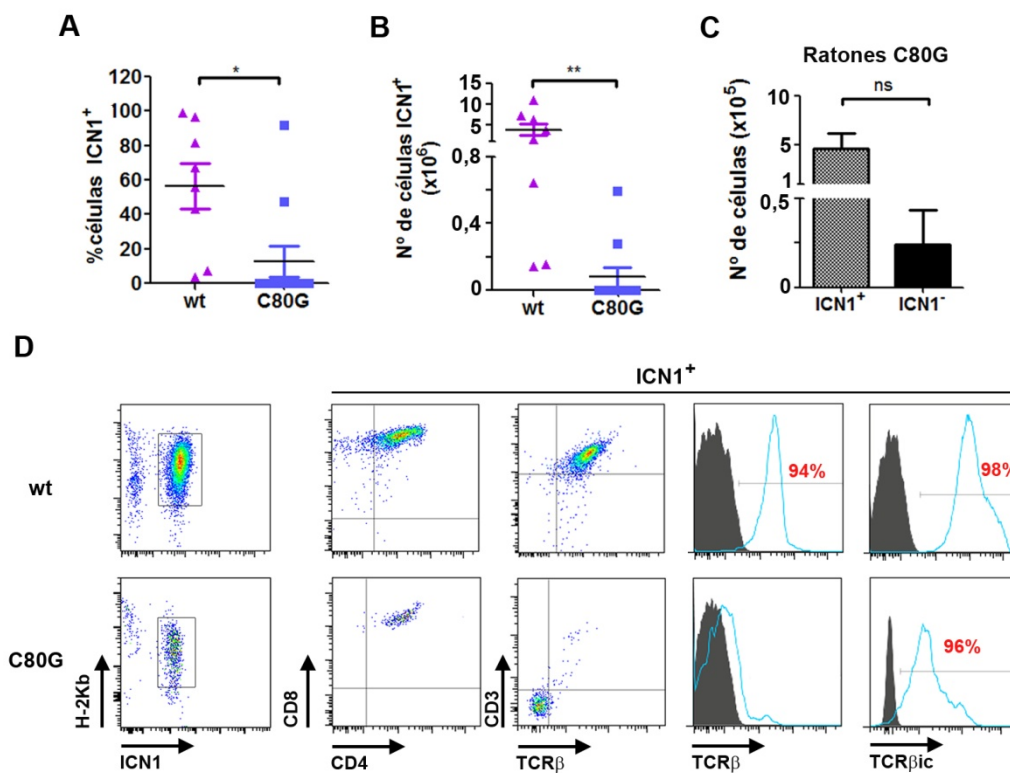 A
%células ICN1+
120
100
80
60
40
20
0
*
wt
C80G
B
Nº de células ICN1+
(x10⁶)
15
10
5
1
0,8
0,4
0
**
wt
C80G
C
Ratones C80G
Nº de células (x10⁵)
10
5
1
0,5
0
ns
ICN1+
ICN1-
D
ICN1+
wt
94%
98%
C80G
96%
H-2Kb
ICN1
CD8
CD4
CD3
TCRβ
TCRβ
TCRβic